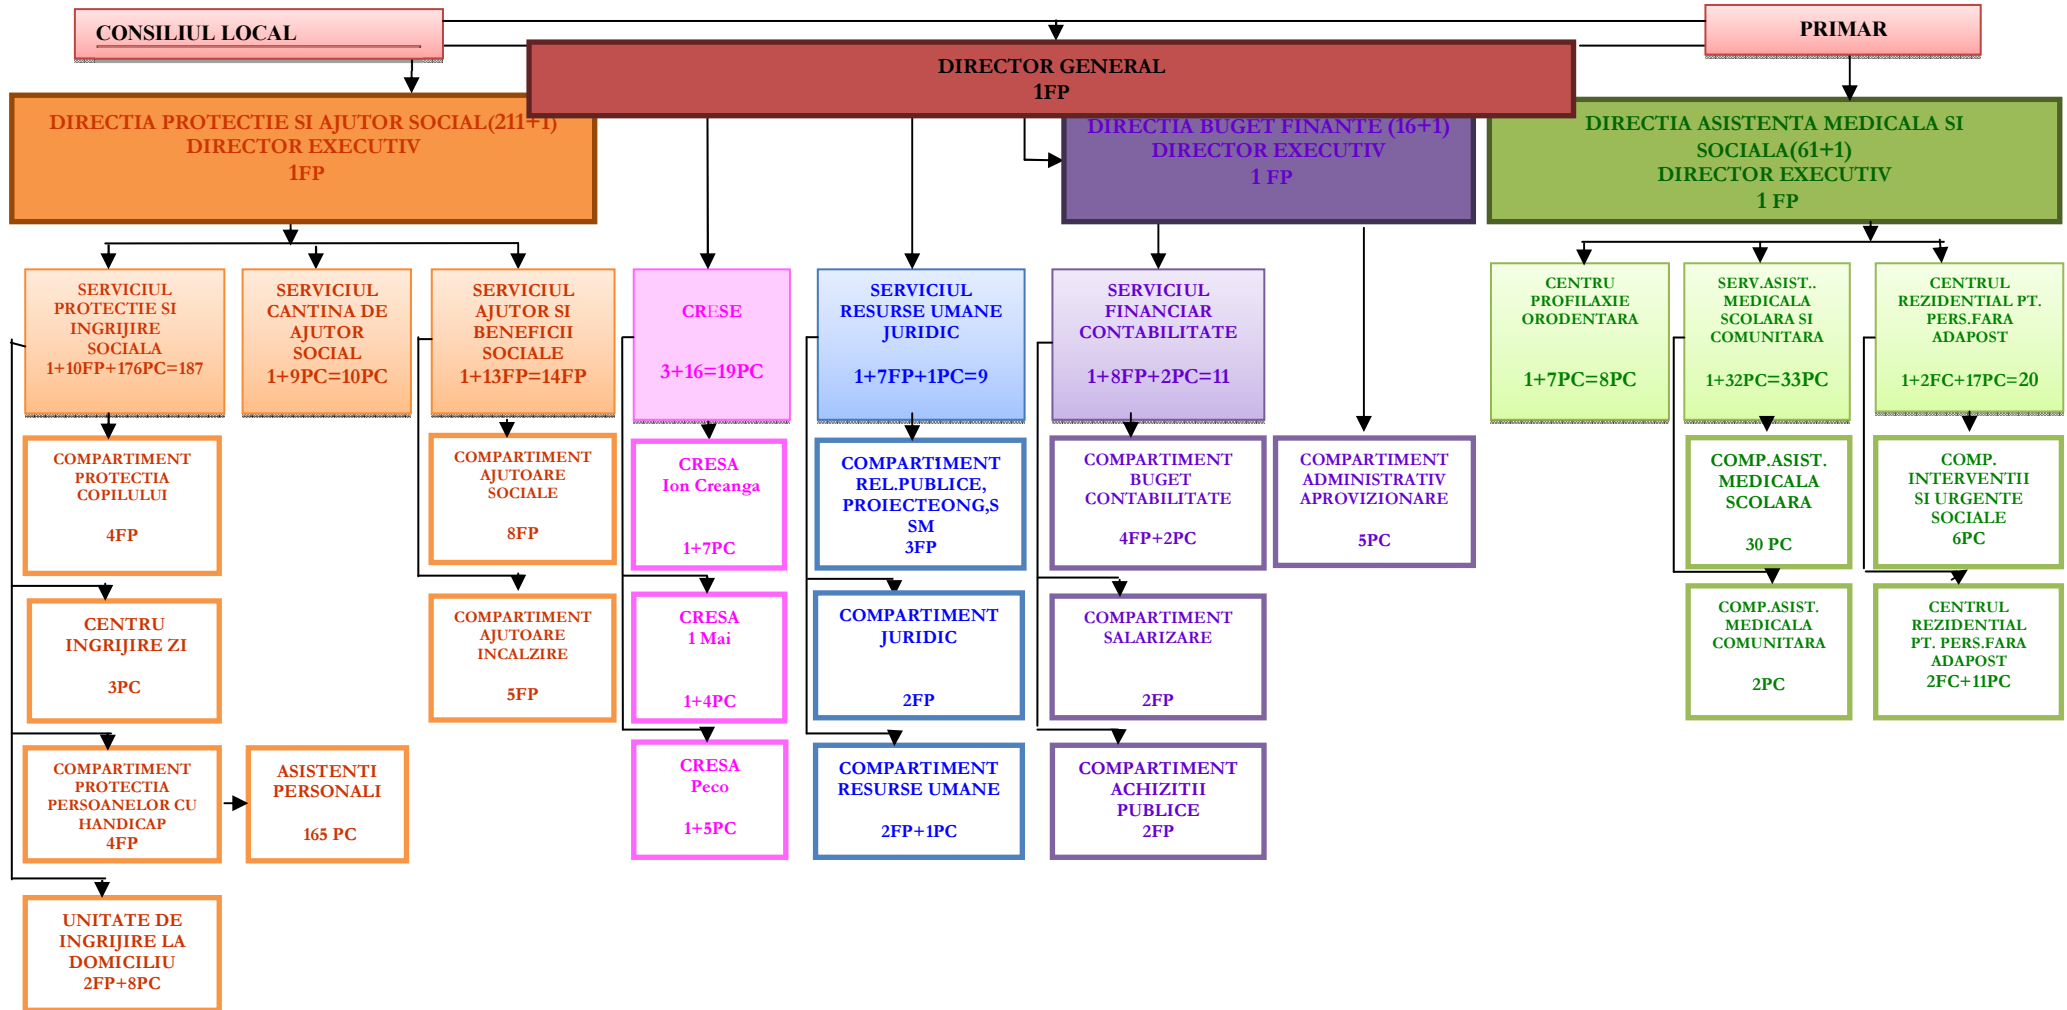 CONSILIUL LOCAL
PRIMAR
DIRECTOR GENERAL
1FP
DIRECTIA PROTECTIE SI AJUTOR SOCIAL(211+1)
DIRECTOR EXECUTIV
1FP
DIRECTIA BUGET FINANTE (16+1)
DIRECTOR EXECUTIV
1 FP
DIRECTIA ASISTENTA MEDICALA SI
SOCIALA(61+1)
DIRECTOR EXECUTIV
1 FP
SERVICIUL
PROTECTIE SI
INGRIJIRE
SOCIALA
1+10FP+176PC=187
SERVICIUL
CANTINA DE
AJUTOR
SOCIAL
1+9PC=10PC
SERVICIUL
AJUTOR SI
BENEFICII
SOCIALE
1+13FP=14FP
CRESE
3+16=19PC
SERVICIUL
RESURSE UMANE
JURIDIC
1+7FP+1PC=9
SERVICIUL
FINANCIAR
CONTABILITATE
1+8FP+2PC=11
CENTRU
PROFILAXIE
ORODENTARA
1+7PC=8PC
SERV.ASIST..
MEDICALA
SCOLARA SI
COMUNITARA
1+32PC=33PC
CENTRUL
REZIDENTIAL PT.
PERS.FARA
ADAPOST
1+2FC+17PC=20
COMPARTIMENT
PROTECTIA
COPILULUI
4FP
COMPARTIMENT
AJUTOARE
SOCIALE
8FP
CRESA
Ion Creanga
1+7PC
COMPARTIMENT
REL.PUBLICE,
PROIECTEONG,S
SM
3FP
COMPARTIMENT
BUGET
CONTABILITATE
4FP+2PC
COMPARTIMENT
ADMINISTRATIV
APROVIZIONARE
5PC
COMP.ASIST.
MEDICALA
SCOLARA
30 PC
COMP.
INTERVENTII
SI URGENTE
SOCIALE
6PC
CENTRU
INGRIJIRE ZI
3PC
COMPARTIMENT
AJUTOARE
INCALZIRE
5FP
CRESA
1 Mai
1+4PC
COMPARTIMENT
JURIDIC
2FP
COMPARTIMENT
SALARIZARE
2FP
COMP.ASIST.
MEDICALA
COMUNITARA
2PC
CENTRUL
REZIDENTIAL
PT. PERS.FARA
ADAPOST
2FC+11PC
COMPARTIMENT
PROTECTIA
PERSOANELOR CU
HANDICAP
4FP
ASISTENTI
PERSONALI
165 PC
CRESA
Peco
1+5PC
COMPARTIMENT
RESURSE UMANE
2FP+1PC
COMPARTIMENT
ACHIZITII
PUBLICE
2FP
UNITATE DE
INGRIJIRE LA
DOMICILIU
2FP+8PC